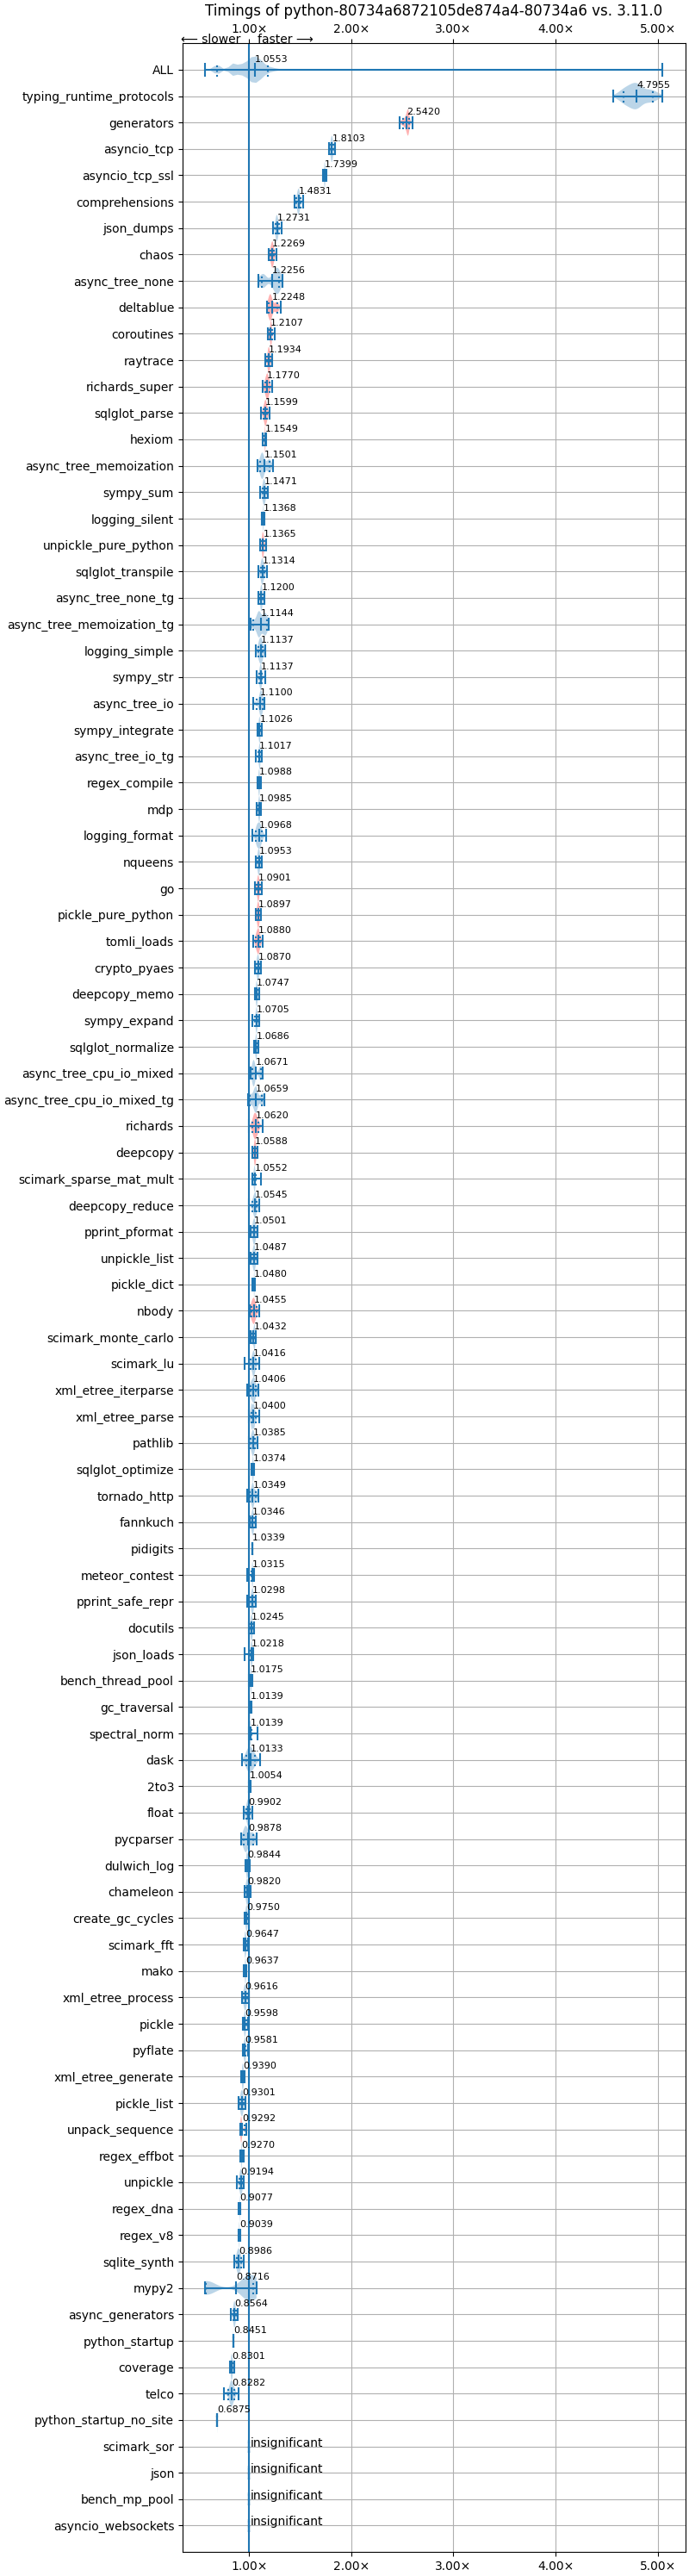 Timings of python-80734a6872105de874a4-80734a6 vs. 3.11.0
1.00× 2.00× 3.00× 4.00× 5.00×
⟵ slower faster ⟶
ALL 1.0553
typing_runtime_protocols 4.7955
generators 2.5420
asyncio_tcp 1.8103
asyncio_tcp_ssl 1.7399
comprehensions 1.4831
json_dumps 1.2731
chaos 1.2269
async_tree_none 1.2256
deltablue 1.2248
coroutines 1.2107
raytrace 1.1934
richards_super 1.1770
sqlglot_parse 1.1599
hexiom 1.1549
async_tree_memoization 1.1501
sympy_sum 1.1471
logging_silent 1.1368
unpickle_pure_python 1.1365
sqlglot_transpile 1.1314
async_tree_none_tg 1.1200
async_tree_memoization_tg 1.1144
logging_simple 1.1137
sympy_str 1.1137
async_tree_io 1.1100
sympy_integrate 1.1026
async_tree_io_tg 1.1017
regex_compile 1.0988
mdp 1.0985
logging_format 1.0968
nqueens 1.0953
go 1.0901
pickle_pure_python 1.0897
tomli_loads 1.0880
crypto_pyaes 1.0870
deepcopy_memo 1.0747
sympy_expand 1.0705
sqlglot_normalize 1.0686
async_tree_cpu_io_mixed 1.0671
async_tree_cpu_io_mixed_tg 1.0659
richards 1.0620
deepcopy 1.0588
scimark_sparse_mat_mult 1.0552
deepcopy_reduce 1.0545
pprint_pformat 1.0501
unpickle_list 1.0487
pickle_dict 1.0480
nbody 1.0455
scimark_monte_carlo 1.0432
scimark_lu 1.0416
xml_etree_iterparse 1.0406
xml_etree_parse 1.0400
pathlib 1.0385
sqlglot_optimize 1.0374
tornado_http 1.0349
fannkuch 1.0346
pidigits 1.0339
meteor_contest 1.0315
pprint_safe_repr 1.0298
docutils 1.0245
json_loads 1.0218
bench_thread_pool 1.0175
gc_traversal 1.0139
spectral_norm 1.0139
dask 1.0133
2to3 1.0054
float 0.9902
pycparser 0.9878
dulwich_log 0.9844
chameleon 0.9820
create_gc_cycles 0.9750
scimark_fft 0.9647
mako 0.9637
xml_etree_process 0.9616
pickle 0.9598
pyflate 0.9581
xml_etree_generate 0.9390
pickle_list 0.9301
unpack_sequence 0.9292
regex_effbot 0.9270
unpickle 0.9194
regex_dna 0.9077
regex_v8 0.9039
sqlite_synth 0.8986
mypy2 0.8716
async_generators 0.8564
python_startup 0.8451
coverage 0.8301
telco 0.8282
python_startup_no_site 0.6875
scimark_sor insignificant
json insignificant
bench_mp_pool insignificant
asyncio_websockets insignificant
1.00× 2.00× 3.00× 4.00× 5.00×